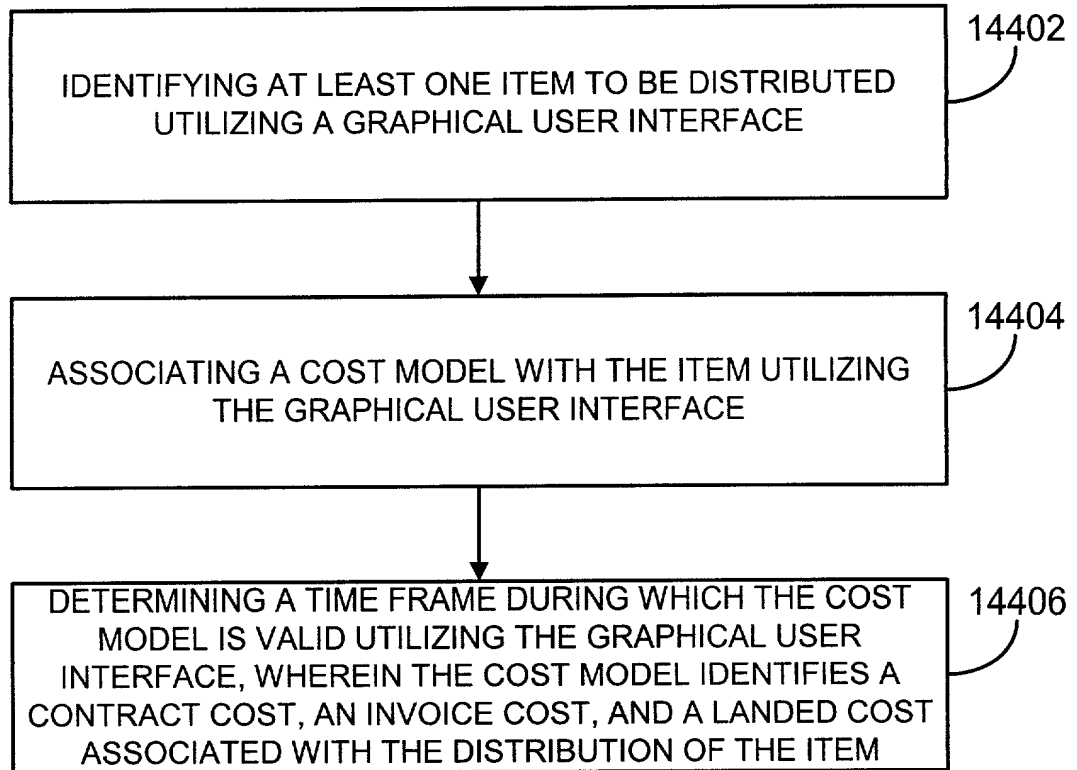 14402
IDENTIFYING AT LEAST ONE ITEM TO BE DISTRIBUTED
UTILIZING A GRAPHICAL USER INTERFACE
14404
ASSOCIATING A COST MODEL WITH THE ITEM UTILIZING
THE GRAPHICAL USER INTERFACE
14406
DETERMINING A TIME FRAME DURING WHICH THE COST
MODEL IS VALID UTILIZING THE GRAPHICAL USER
INTERFACE, WHEREIN THE COST MODEL IDENTIFIES A
CONTRACT COST, AN INVOICE COST, AND A LANDED COST
ASSOCIATED WITH THE DISTRIBUTION OF THE ITEM